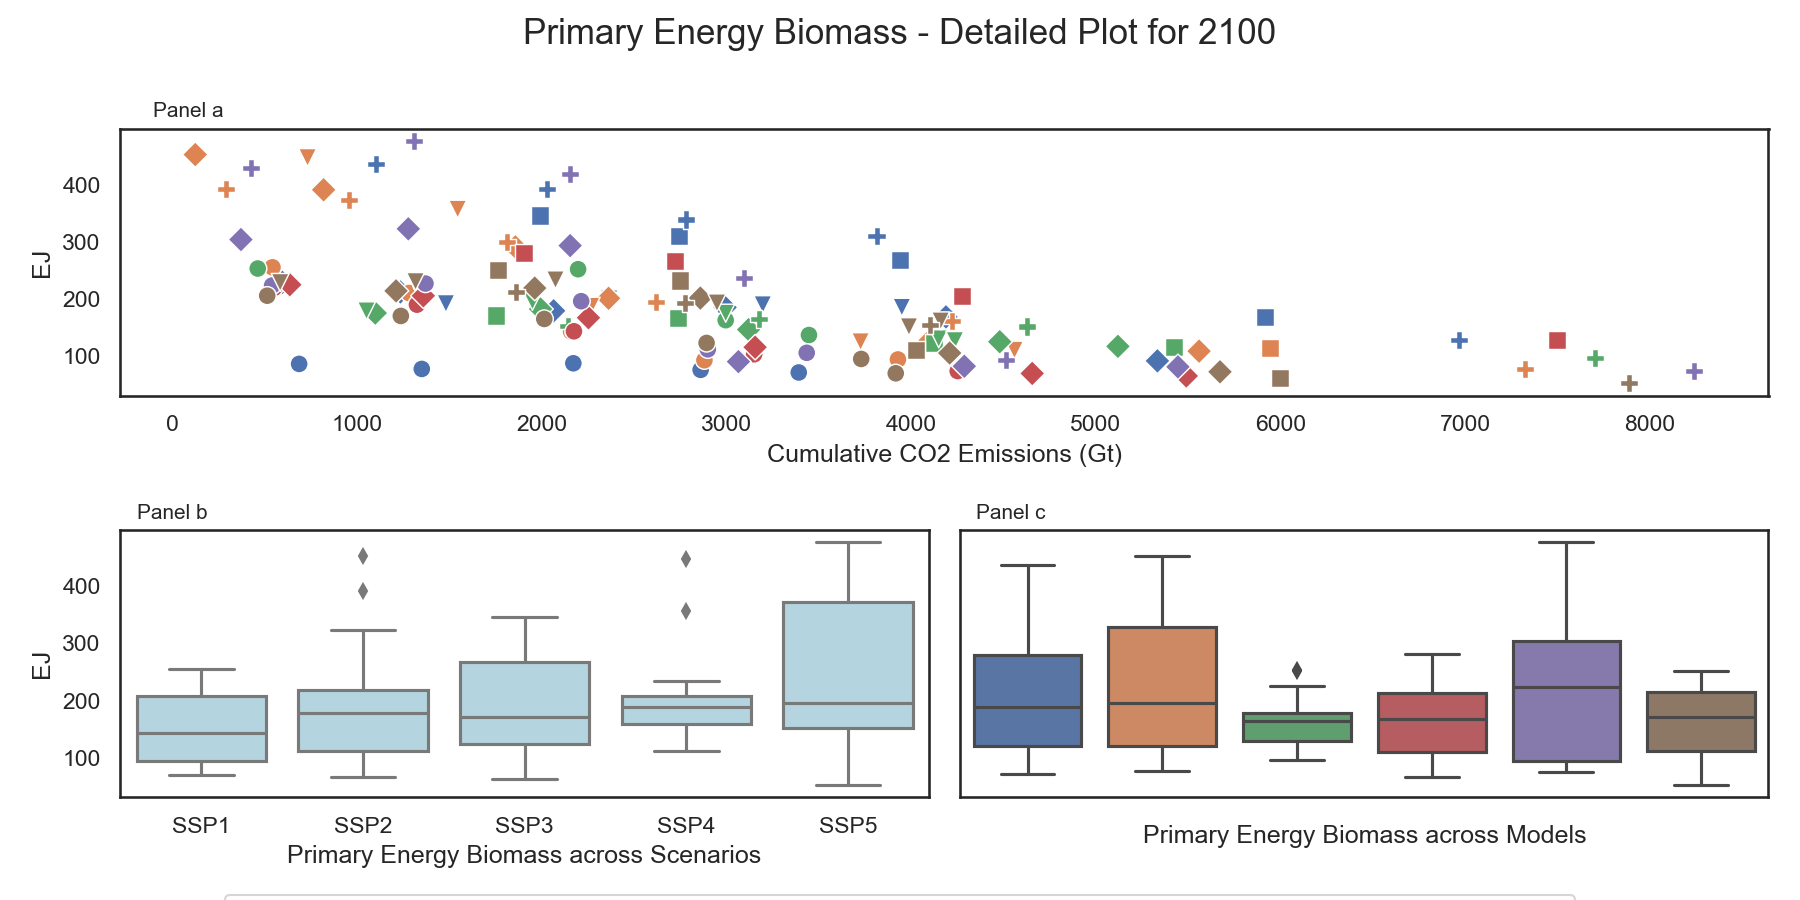 Primary Energy Biomass - Detailed Plot for 2100
Panel a
400
300
200
100
EJ
0 1000 2000 3000 4000 5000 6000 7000 8000
Cumulative CO2 Emissions (Gt)
Panel b
Panel c
400
300
200
100
EJ
SSP1 SSP2 SSP3 SSP4 SSP5
Primary Energy Biomass across Scenarios
Primary Energy Biomass across Models